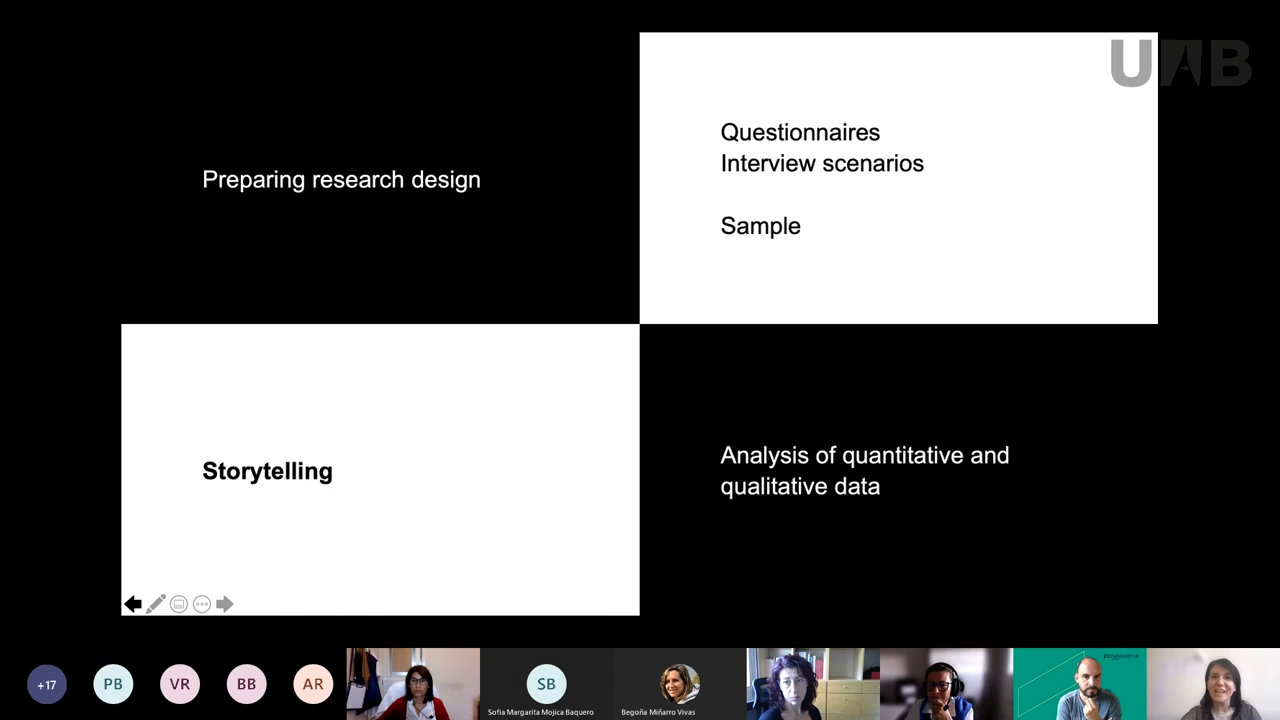 UAB
Preparing research design
Questionnaires
Interview scenarios
Sample
Storytelling
Analysis of quantitative and
qualitative data
+17
PB
VR
BB
AR
SB
Sofia Margarita Mojica Baquero
Begoña Miñarro Vivas